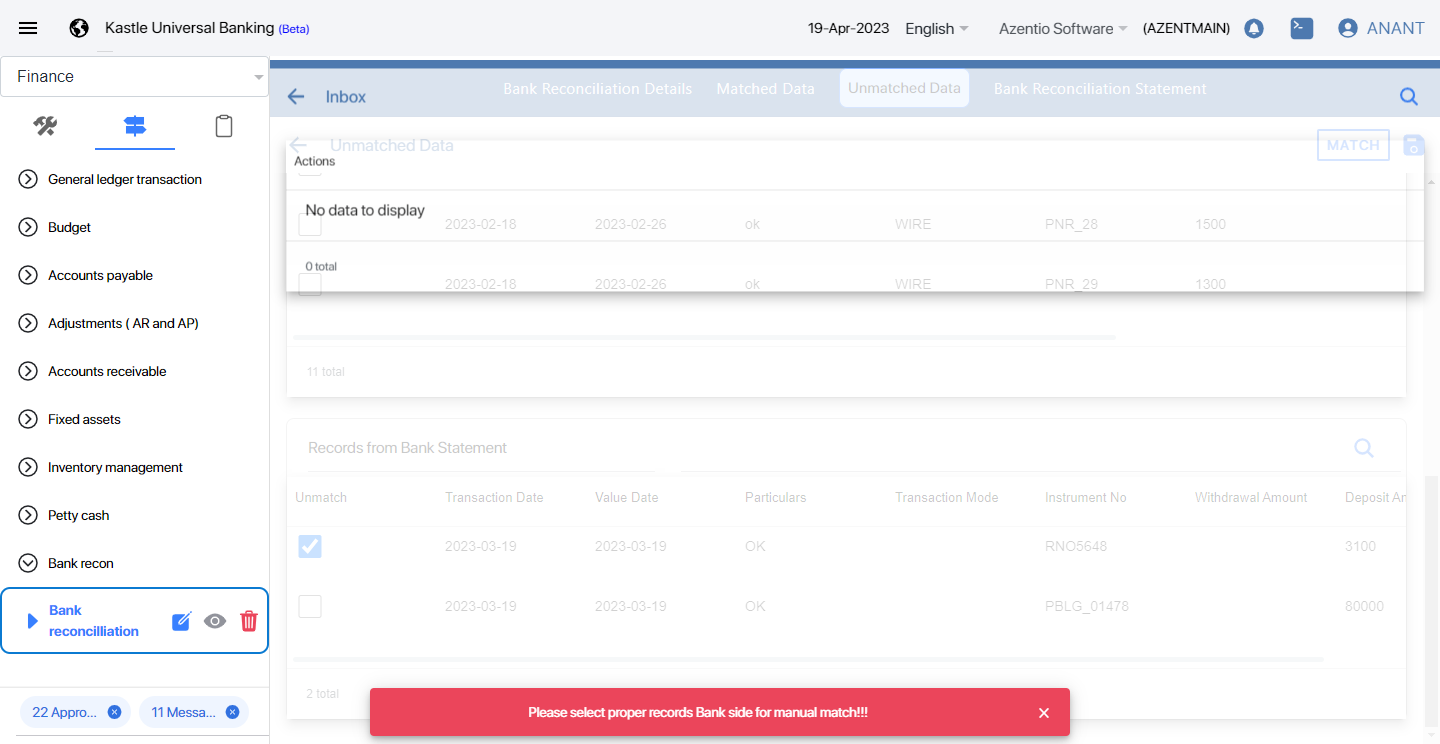 Kastle Universal Banking (Beta)
19-Apr-2023 English Azentio Software (AZENTMAIN) ANANT
Finance
Inbox
Bank Reconciliation Details Matched Data Unmatched Data Bank Reconciliation Statement
Unmatched Data
MATCH
Actions
General ledger transaction
No data to display
2023-02-18 2023-02-26 ok WIRE PNR_28 1500
Budget
0 total
Accounts payable
2023-02-18 2023-02-26 ok WIRE PNR_29 1300
Adjustments ( AR and AP)
Accounts receivable
11 total
Fixed assets
Records from Bank Statement
Inventory management
Unmatch Transaction Date Value Date Particulars Transaction Mode Instrument No Withdrawal Amount Deposit Am
Petty cash
2023-03-19 2023-03-19 OK RNO5648 3100
Bank recon
2023-03-19 2023-03-19 OK PBLG_01478 80000
Bank
reconcilliation
2 total
22 Appro... 11 Messa...
Please select proper records Bank side for manual match!!!